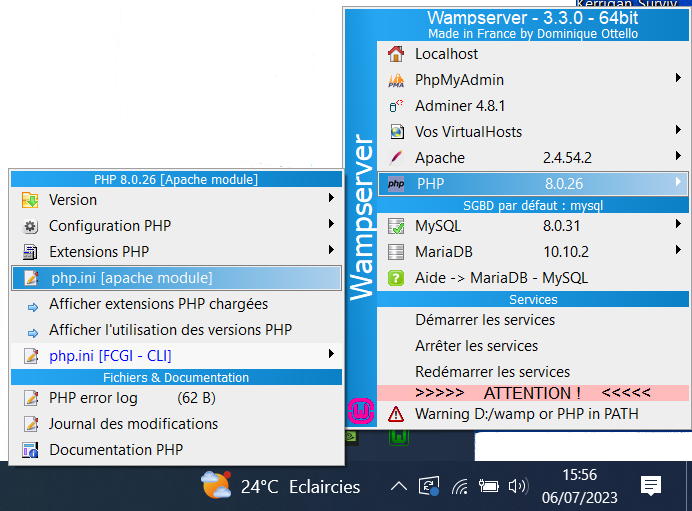 Kerrigan_Surviv
Wampserver - 3.3.0 - 64bit
Made in France by Dominique Ottello
Wampserver
Localhost
PhpMyAdmin
Adminer 4.8.1
Vos VirtualHosts
Apache 2.4.54.2
php PHP 8.0.26
SGBD par défaut : mysql
MySQL 8.0.31
MariaDB 10.10.2
Aide -> MariaDB - MySQL
Services
Démarrer les services
Arrêter les services
Redémarrer les services
>>>>> ATTENTION ! <<<<<
Warning D:/wamp or PHP in PATH
PHP 8.0.26 [Apache module]
Version
Configuration PHP
Extensions PHP
php.ini [apache module]
Afficher extensions PHP chargées
Afficher l'utilisation des versions PHP
php.ini [FCGI - CLI]
Fichiers & Documentation
PHP error log (62 B)
Journal des modifications
Documentation PHP
24°C Eclaircies
15:56
06/07/2023